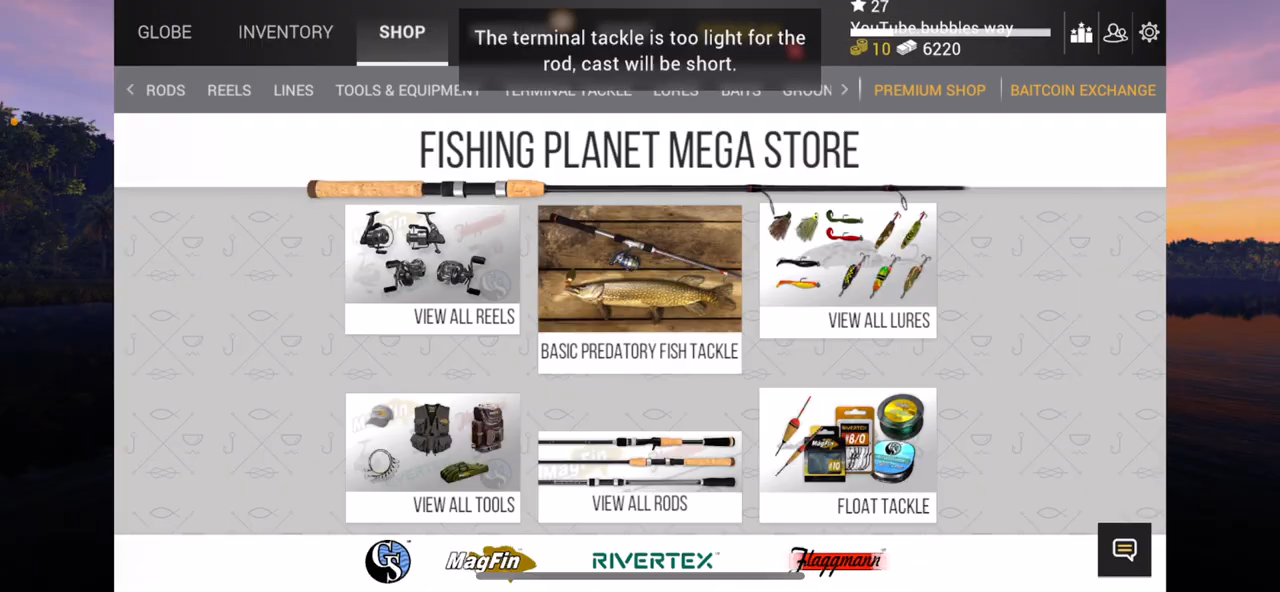 GLOBE
INVENTORY
SHOP
The terminal tackle is too light for the
rod, cast will be short.
27
YouTube.bubbles way
10
6220
RODS
REELS
LINES
TOOLS & EQUIPMENT
TERMINAL TACKLE
LURES
BAITS
GROUN
PREMIUM SHOP
BAITCOIN EXCHANGE
FISHING PLANET MEGA STORE
VIEW ALL REELS
BASIC PREDATORY FISH TACKLE
VIEW ALL LURES
VIEW ALL TOOLS
VIEW ALL RODS
FLOAT TACKLE
GS
MagFin
RIVERTEX
Flaggmann